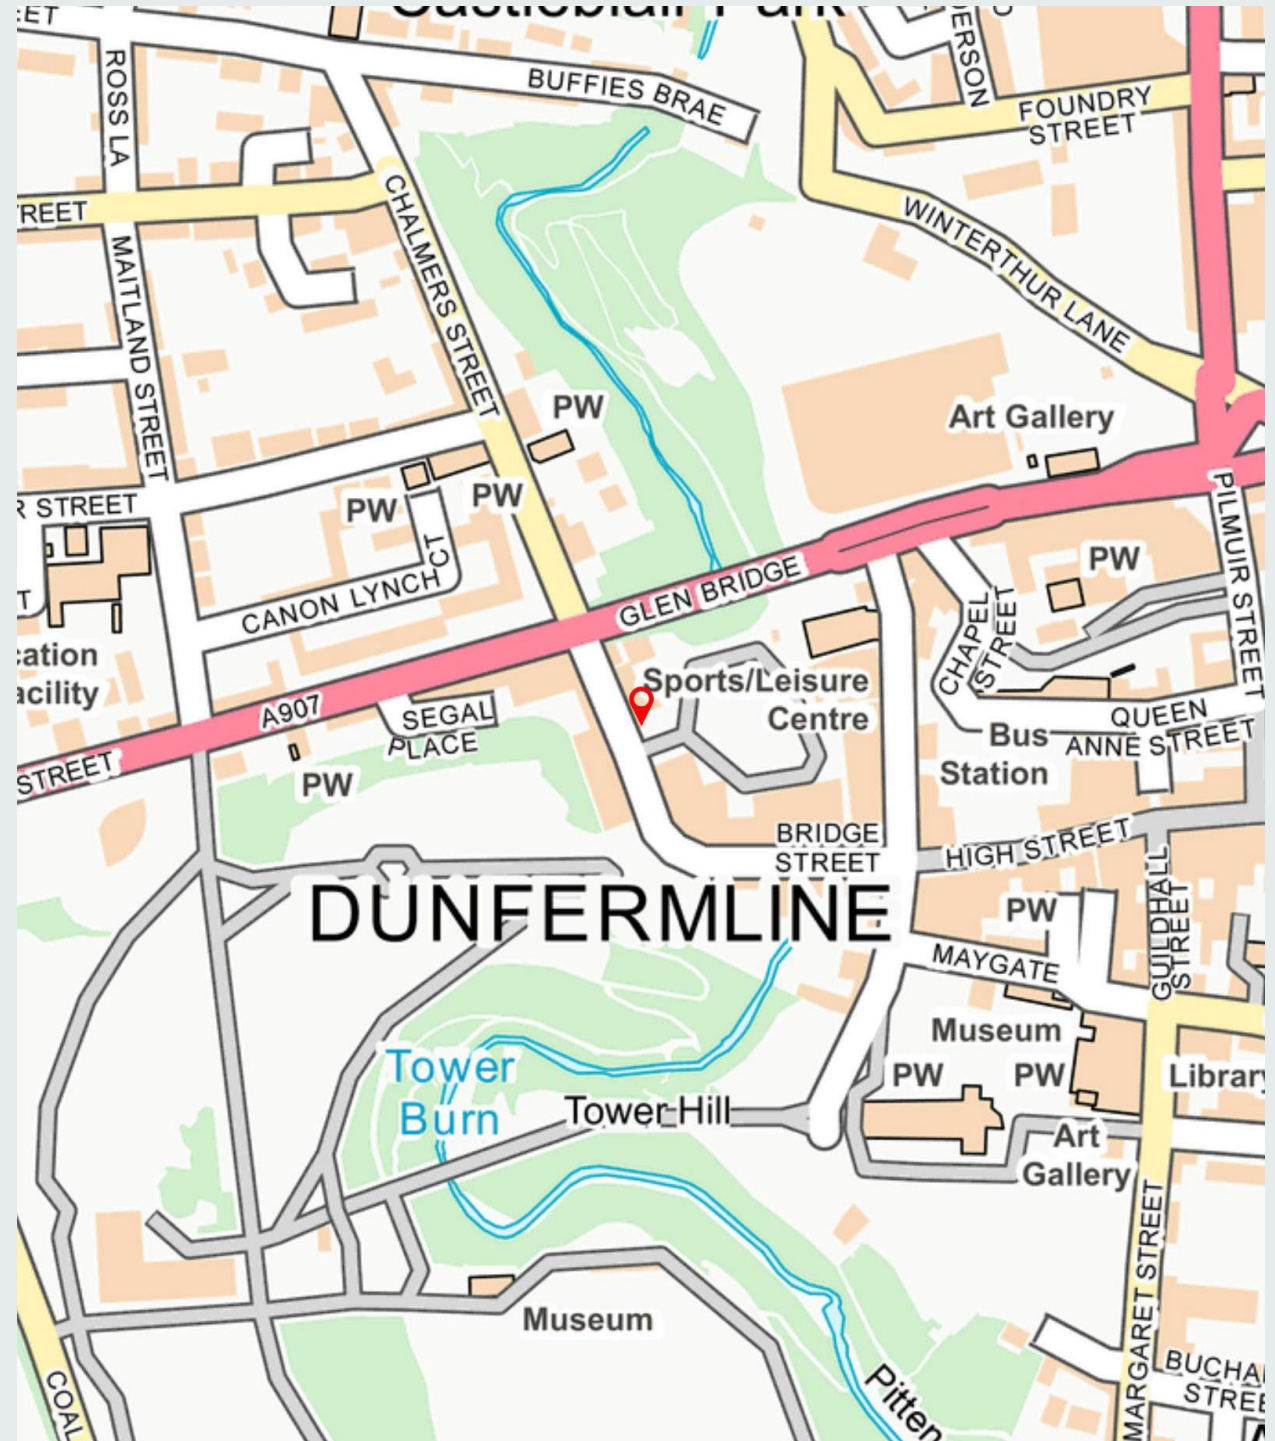 BUFFIES BRAE
ROSS LA
FOUNDRY
STREET
CHALMERS STREET
WINTERTHUR LANE
MAITLAND STREET
PW
Art Gallery
PW
PW
R STREET
PILMUIR STREET
PW
CANON LYNCH CT
GLEN BRIDGE
CHAPEL
STREET
Sports/Leisure
Centre
A907
SEGAL
PLACE
QUEEN
ANNE STREET
Bus
Station
STREET
PW
BRIDGE
STREET
HIGH STREET
DUNFERMLINE
GUILDHALL
STREET
PW
MAYGATE
Museum
Tower
Burn
PW
PW
Tower Hill
Art
Gallery
MARGARET STREET
Museum
COAL
Pitten